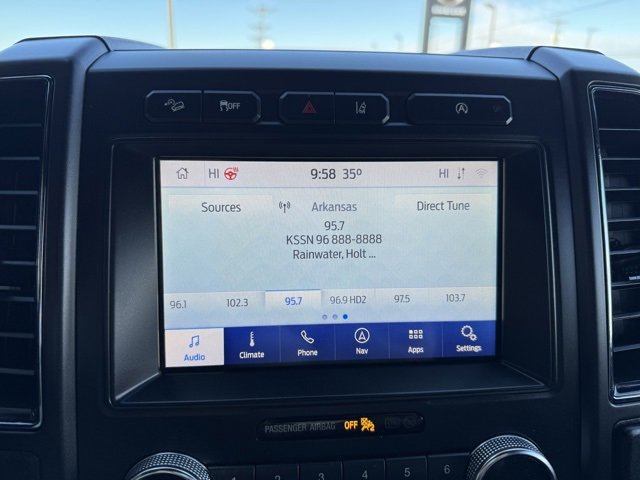 OFF
HI 9:58 35° HI
Sources Arkansas Direct Tune
95.7
KSSN 96 888-8888
Rainwater, Holt ...
96.1 102.3 95.7 96.9 HD2 97.5 103.7
Audio Climate Phone Nav Apps Settings
PASSENGER AIRBAG OFF
1 2 3 4 5 6